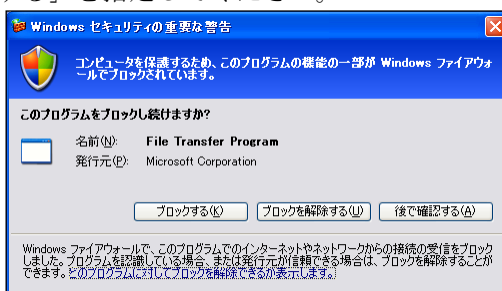 」を指定してください。
Windows セキュリティの重要な警告
コンピュータを保護するため、このプログラムの機能の一部が Windows ファイアウォ
ールでブロックされています。
このプログラムをブロックし続けますか?
名前(N): File Transfer Program
発行元(P): Microsoft Corporation
ブロックする(K) ブロックを解除する(U) 後で確認する(A)
Windows ファイアウォールで、このプログラムでのインターネットやネットワークからの接続の受信をブロック
しました。プログラムを認識している場合、または発行元が信頼できる場合は、ブロックを解除することが
できます。どのプログラムに対してブロックを解除できるか表示します。